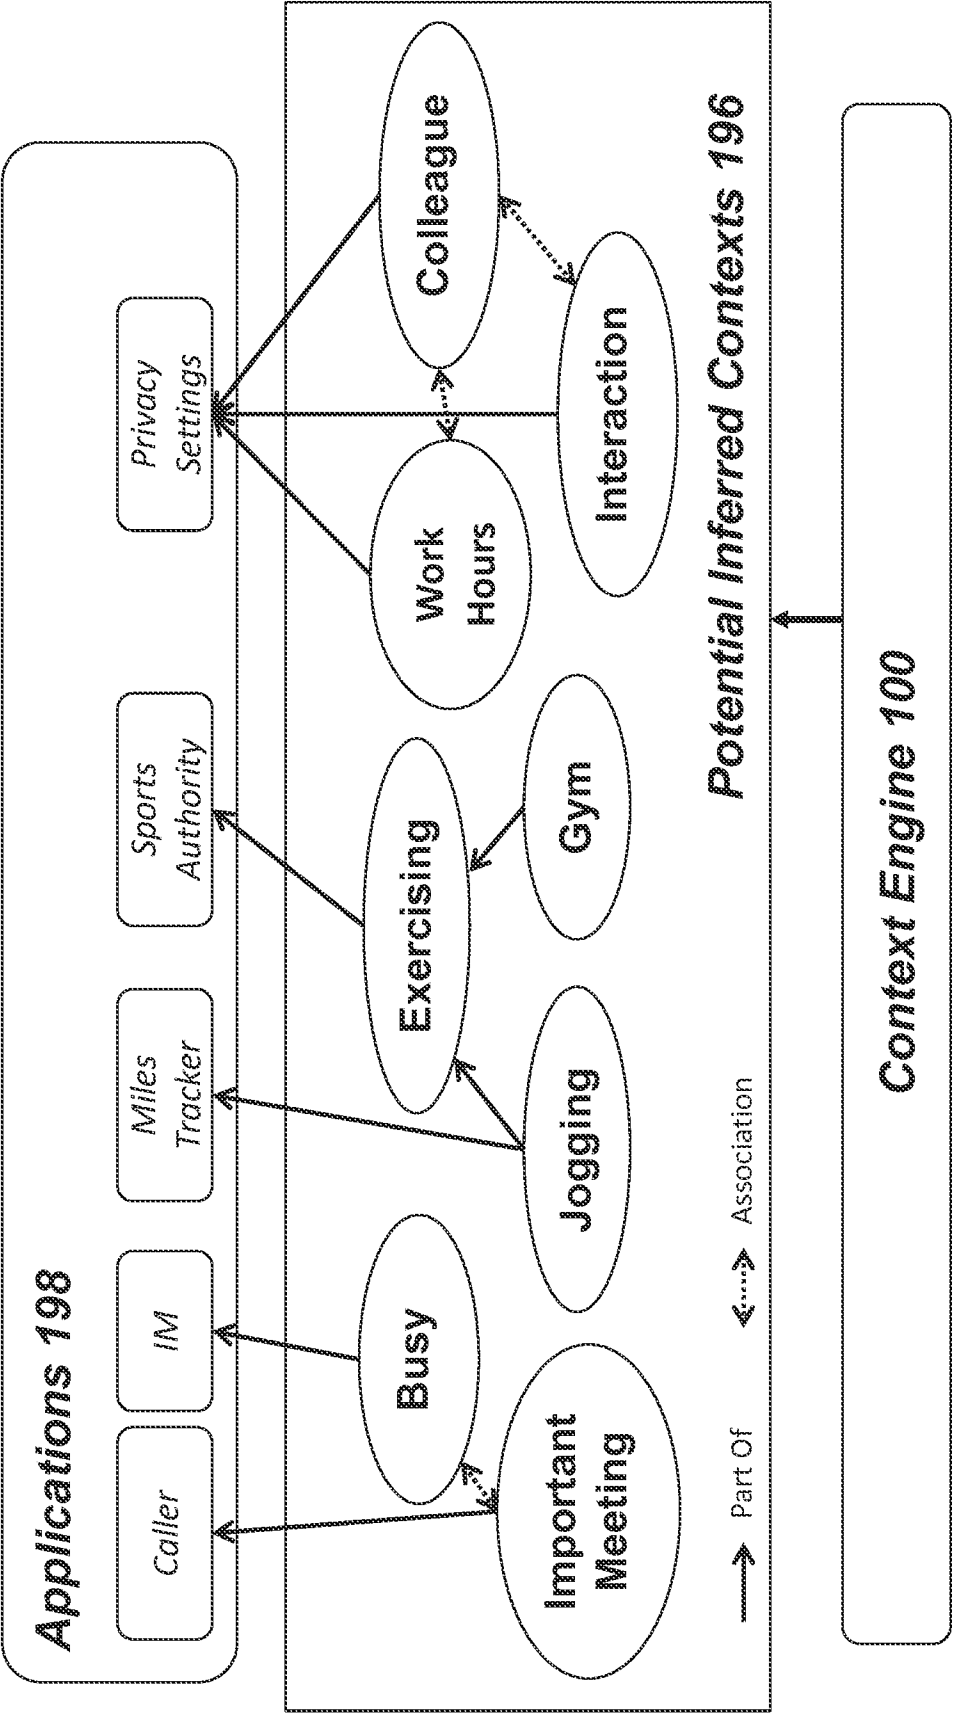 Applications 198
Caller
IM
Miles
Tracker
Sports
Authority
Privacy
Settings
Busy
Exercising
Work
Hours
Colleague
Important
Meeting
Jogging
Gym
Interaction
Part Of
Association
Potential Inferred Contexts 196
Context Engine 100